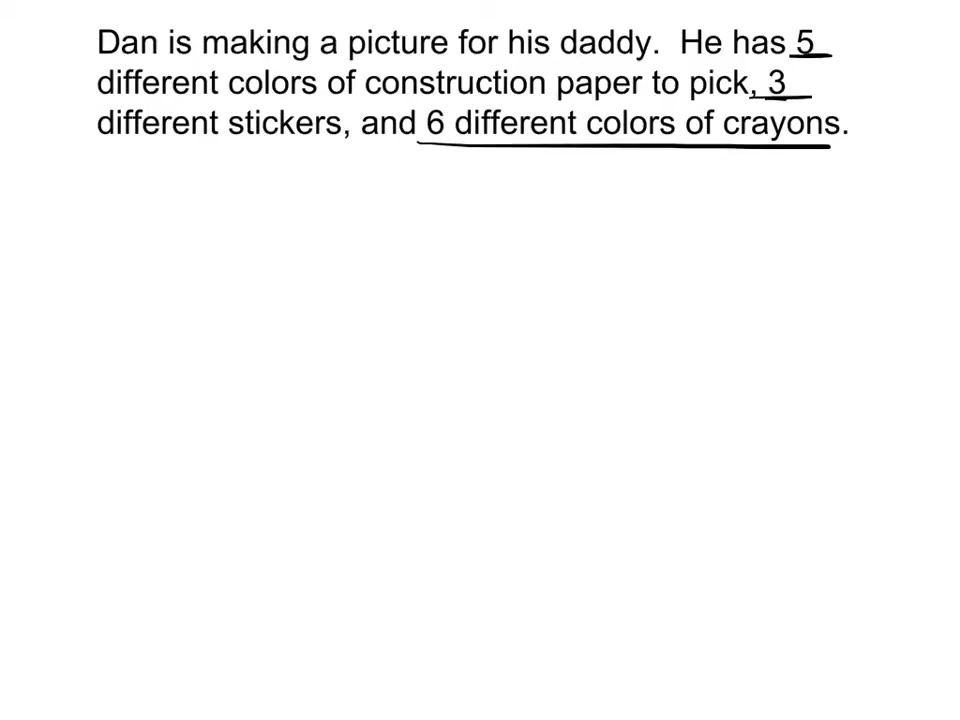 Dan is making a picture for his daddy.  He has 5
different colors of construction paper to pick, 3
different stickers, and 6 different colors of crayons.